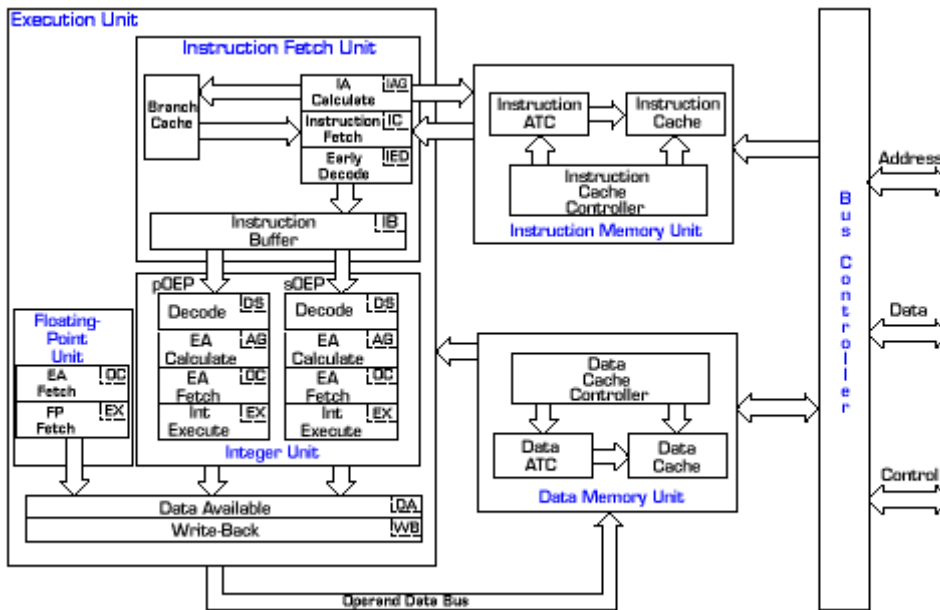 Execution Unit
Instruction Fetch Unit
Branch
Cache
IA
Calculate
IAG
Instruction
Fetch
IC
Early
Decode
IED
Instruction
Buffer
IB
Instruction
ATC
Instruction
Cache
Instruction
Cache
Controller
Instruction Memory Unit
pOEP
Decode
DS
EA
Calculate
AG
EA
Fetch
OC
Int
Execute
EX
sOEP
Decode
DS
EA
Calculate
AG
EA
Fetch
OC
Int
Execute
EX
Integer Unit
Floating-
Point
Unit
EA
Fetch
OC
FP
Fetch
EX
Data Available
DA
Write-Back
WB
Data
Cache
Controller
Data
ATC
Data
Cache
Data Memory Unit
Operand Data Bus
Bus Controller
Address
Data
Control